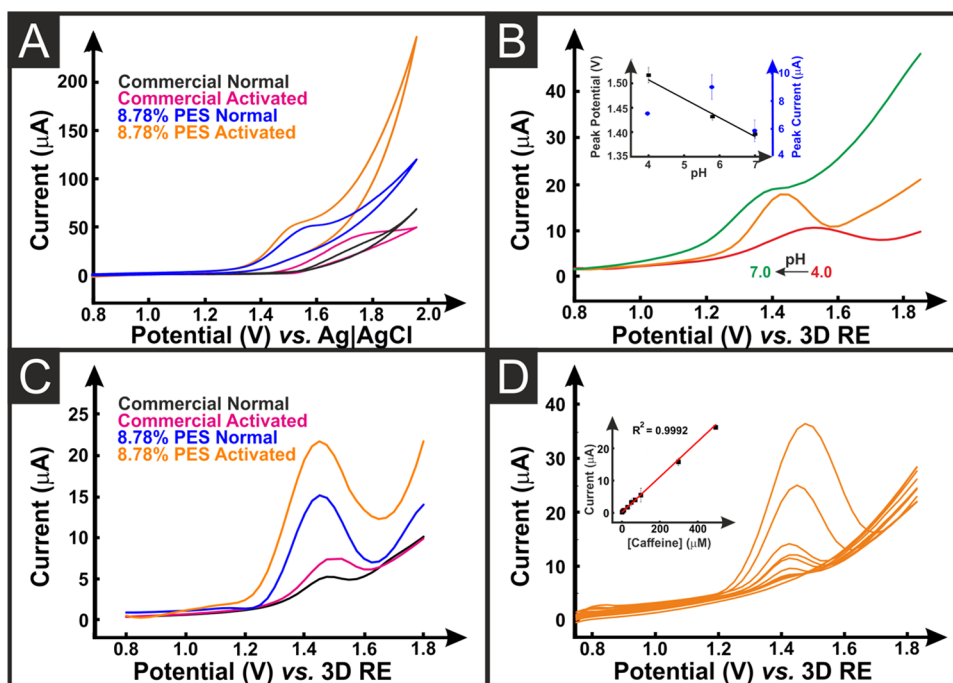 A
Commercial Normal
Commercial Activated
8.78% PES Normal
8.78% PES Activated
Current (µA)
200
150
100
50
0
0.8 1.0 1.2 1.4 1.6 1.8 2.0
Potential (V) vs. Ag|AgCl
B
Current (µA)
50
40
30
20
10
0
Peak Potential (V)
1.50
1.45
1.40
1.35
4 5 6 7
pH
10
8
6
4
Peak Current (µA)
pH
7.0 4.0
0.8 1.0 1.2 1.4 1.6 1.8
Potential (V) vs. 3D RE
C
Commercial Normal
Commercial Activated
8.78% PES Normal
8.78% PES Activated
Current (µA)
25
20
15
10
5
0
0.8 1.0 1.2 1.4 1.6 1.8
Potential (V) vs. 3D RE
D
Current (µA)
40
30
20
10
0
R² = 0.9992
Current (µA)
20
10
0
0 200 400
[Caffeine] (µM)
0.8 1.0 1.2 1.4 1.6 1.8
Potential (V) vs. 3D RE